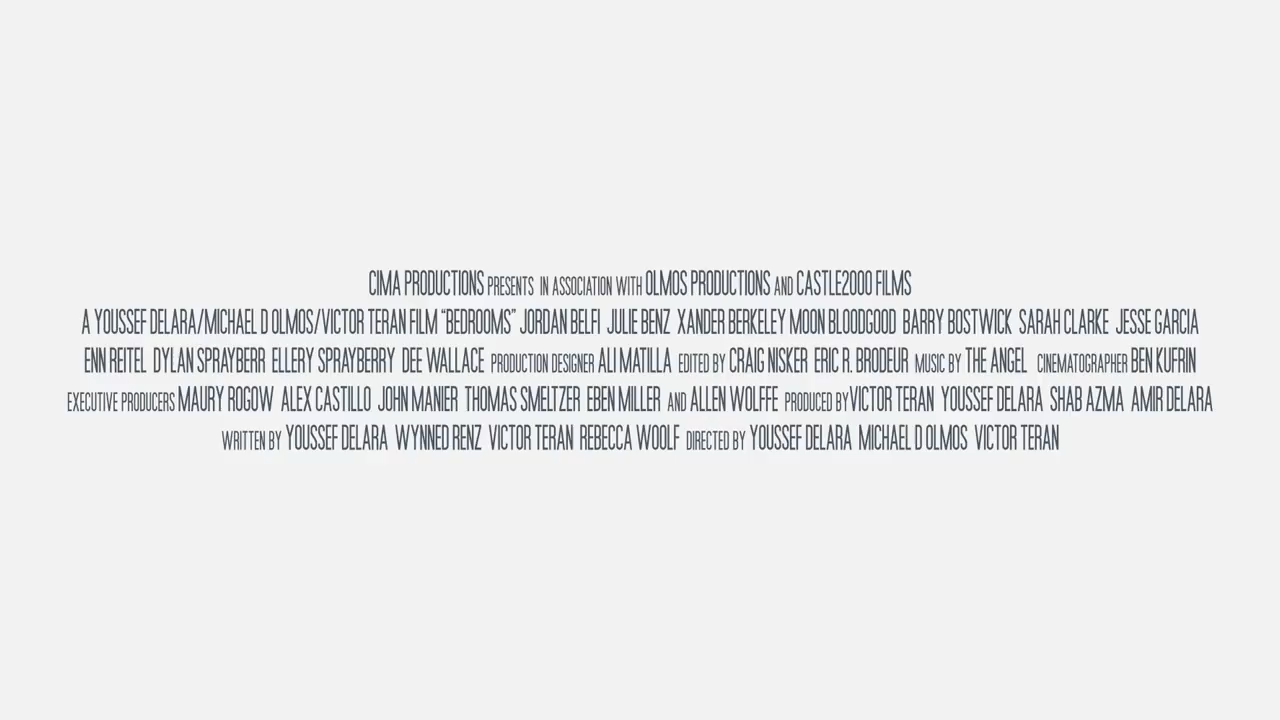 CIMA PRODUCTIONS PRESENTS IN ASSOCIATION WITH OLMOS PRODUCTIONS AND CASTLE2000 FILMS
A YOUSSEF DELARA/MICHAEL D OLMOS/VICTOR TERAN FILM “BEDROOMS” JORDAN BELFI JULIE BENZ XANDER BERKELEY MOON BLOODGOOD BARRY BOSTWICK SARAH CLARKE JESSE GARCIA
ENN REITEL DYLAN SPRAYBERR ELLERY SPRAYBERRY DEE WALLACE PRODUCTION DESIGNER ALI MATILLA EDITED BY CRAIG NISKER ERIC R. BRODEUR MUSIC BY THE ANGEL CINEMATOGRAPHER BEN KUFRIN
EXECUTIVE PRODUCERS MAURY ROGOW ALEX CASTILLO JOHN MANIER THOMAS SMELTZER EBEN MILLER AND ALLEN WOLFFE PRODUCED BY VICTOR TERAN YOUSSEF DELARA SHAB AZMA AMIR DELARA
WRITTEN BY YOUSSEF DELARA WYNNED RENZ VICTOR TERAN REBECCA WOOLF DIRECTED BY YOUSSEF DELARA MICHAEL D OLMOS VICTOR TERAN